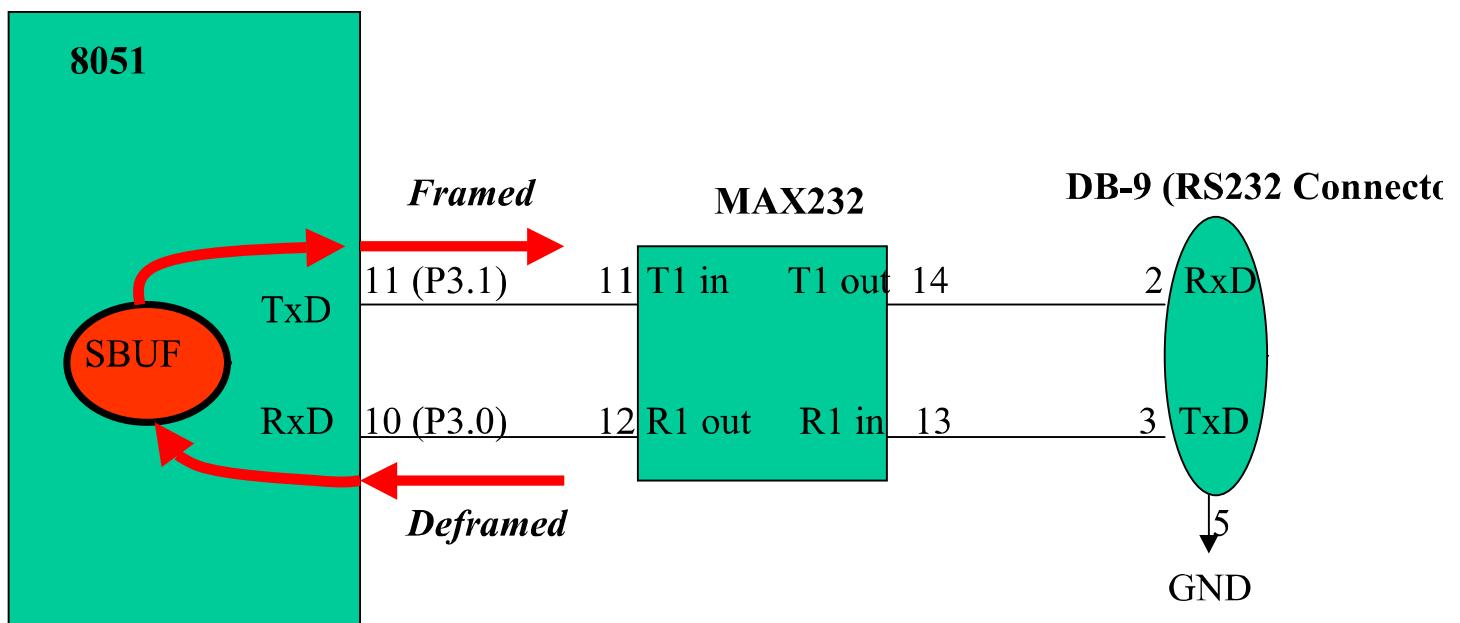 8051
Framed
MAX232
DB-9 (RS232 Connecto
11 (P3.1)
11
T1 in
T1 out
14
2
RxD
TxD
SBUF
RxD
10 (P3.0)
12
R1 out
R1 in
13
3
TxD
Deframed
5
GND